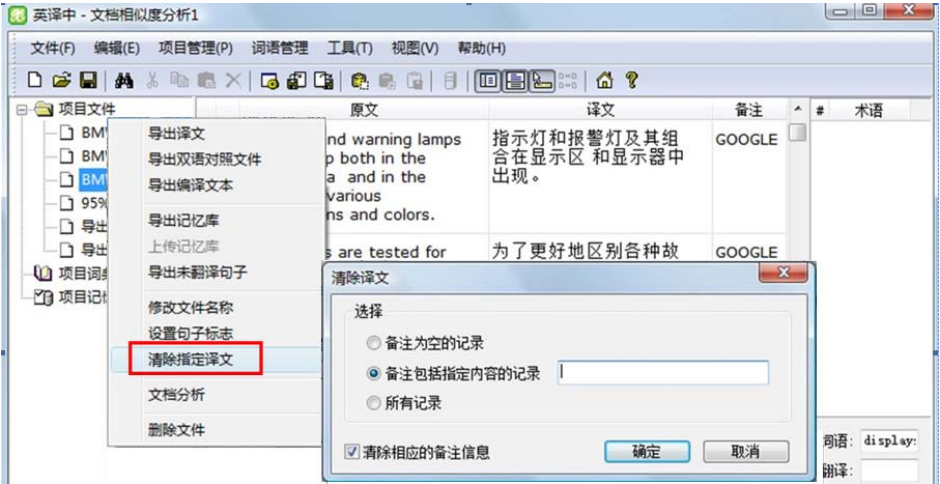 英译中 - 文档相似度分析1
文件(F) 编辑(E) 项目管理(P) 词语管理 工具(T) 视图(V) 帮助(H)
项目文件
原文 译文 备注 # 术语
BM
BM
BM
95%
导出
导出
项目词
项目记
导出译文
导出双语对照文件
导出编译文本
导出记忆库
上传记忆库
导出未翻译句子
修改文件名称
设置句子标志
清除指定译文
文档分析
删除文件
nd warning lamps
p both in the
a and in the
various
ns and colors.
指示灯和报警灯及其组
合在显示区 和显示器中
出现。
GOOGLE
s are tested for
为了更好地区别各种故
GOOGLE
清除译文
选择
备注为空的记录
备注包括指定内容的记录
所有记录
清除相应的备注信息
确定 取消
词语: display:
翻译: